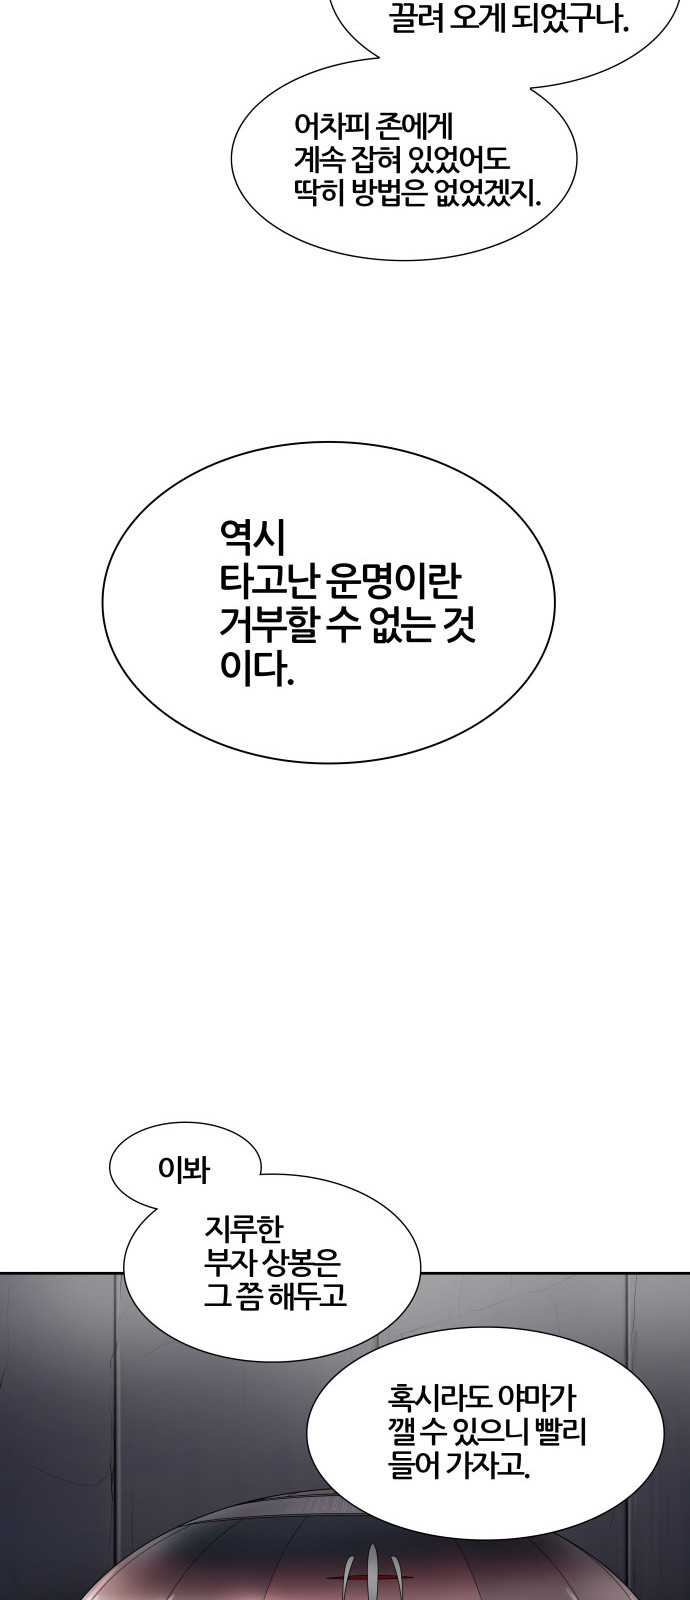 끌려 오게 되었구나.
어차피 존에게
계속 잡혀 있었어도
딱히 방법은 없었겠지.
역시
타고난 운명이란
거부할 수 없는 것
이다.
이봐
지루한
부자 상봉은
그 쯤 해두고
혹시라도 야마가
깰 수 있으니 빨리
들어 가자고.